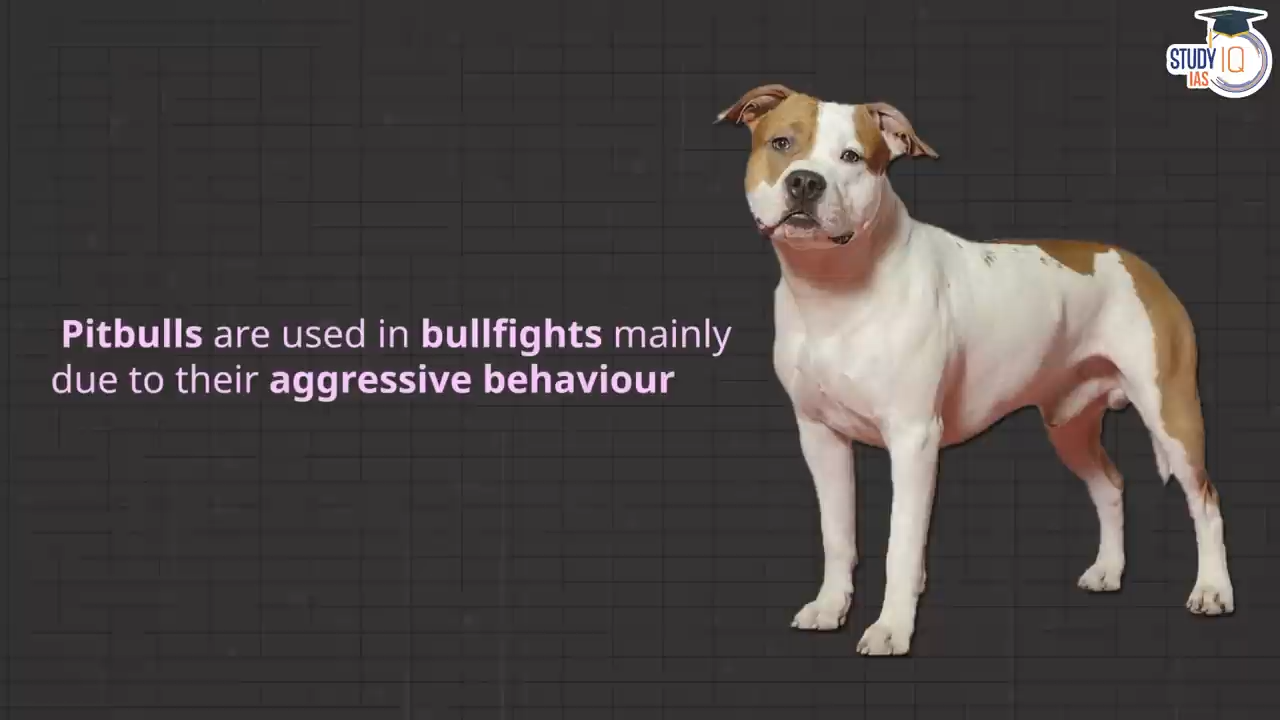 STUDY IQ
IAS
Pitbulls are used in bullfights mainly
due to their aggressive behaviour